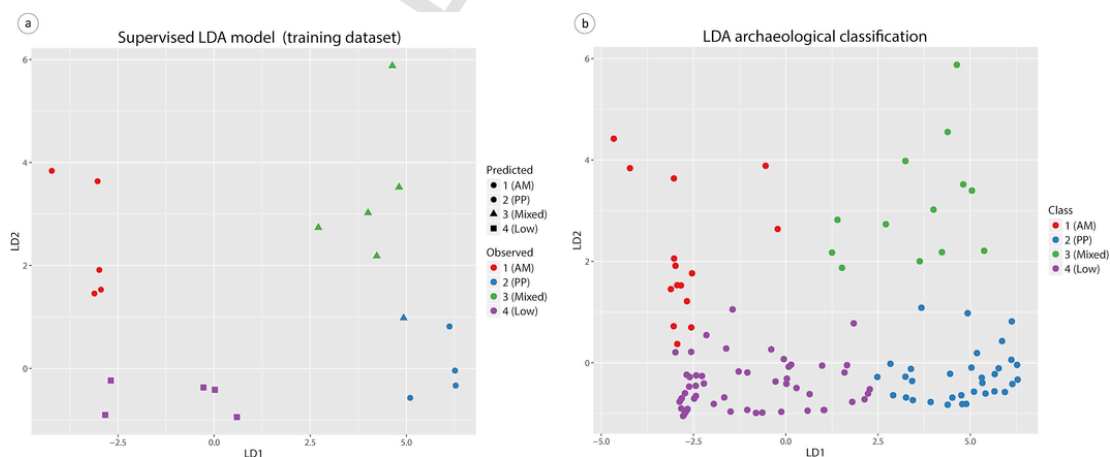 a
Supervised LDA model (training dataset)
6
4
2
0
LD2
-2.5
0.0
2.5
5.0
LD1
Predicted
1 (AM)
2 (PP)
3 (Mixed)
4 (Low)
Observed
1 (AM)
2 (PP)
3 (Mixed)
4 (Low)
b
LDA archaeological classification
6
4
2
0
LD2
-5.0
-2.5
0.0
2.5
5.0
LD1
Class
1 (AM)
2 (PP)
3 (Mixed)
4 (Low)